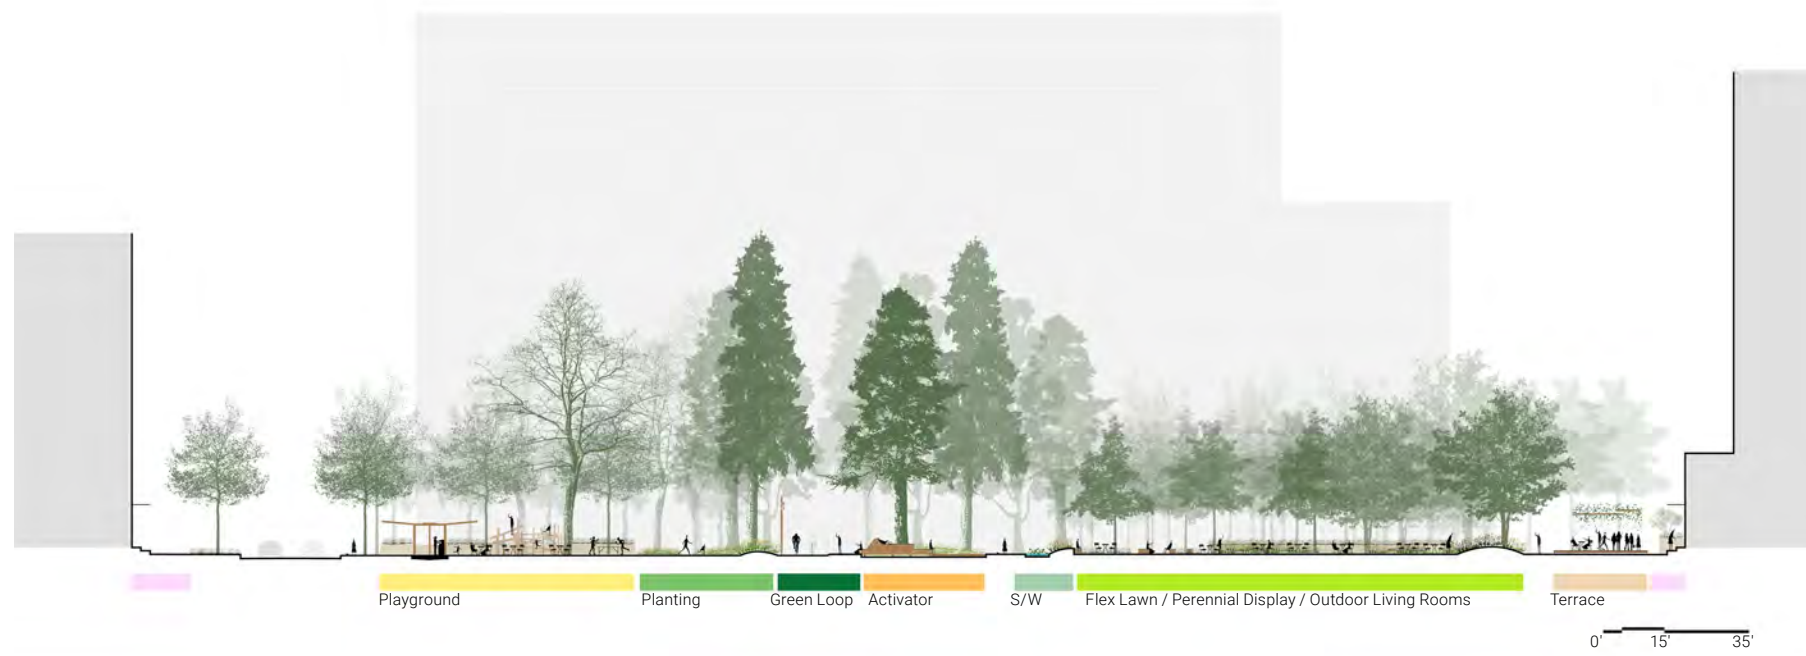 Playground
Planting
Green Loop
Activator
S/W
Flex Lawn / Perennial Display / Outdoor Living Rooms
Terrace
0' 15' 35'